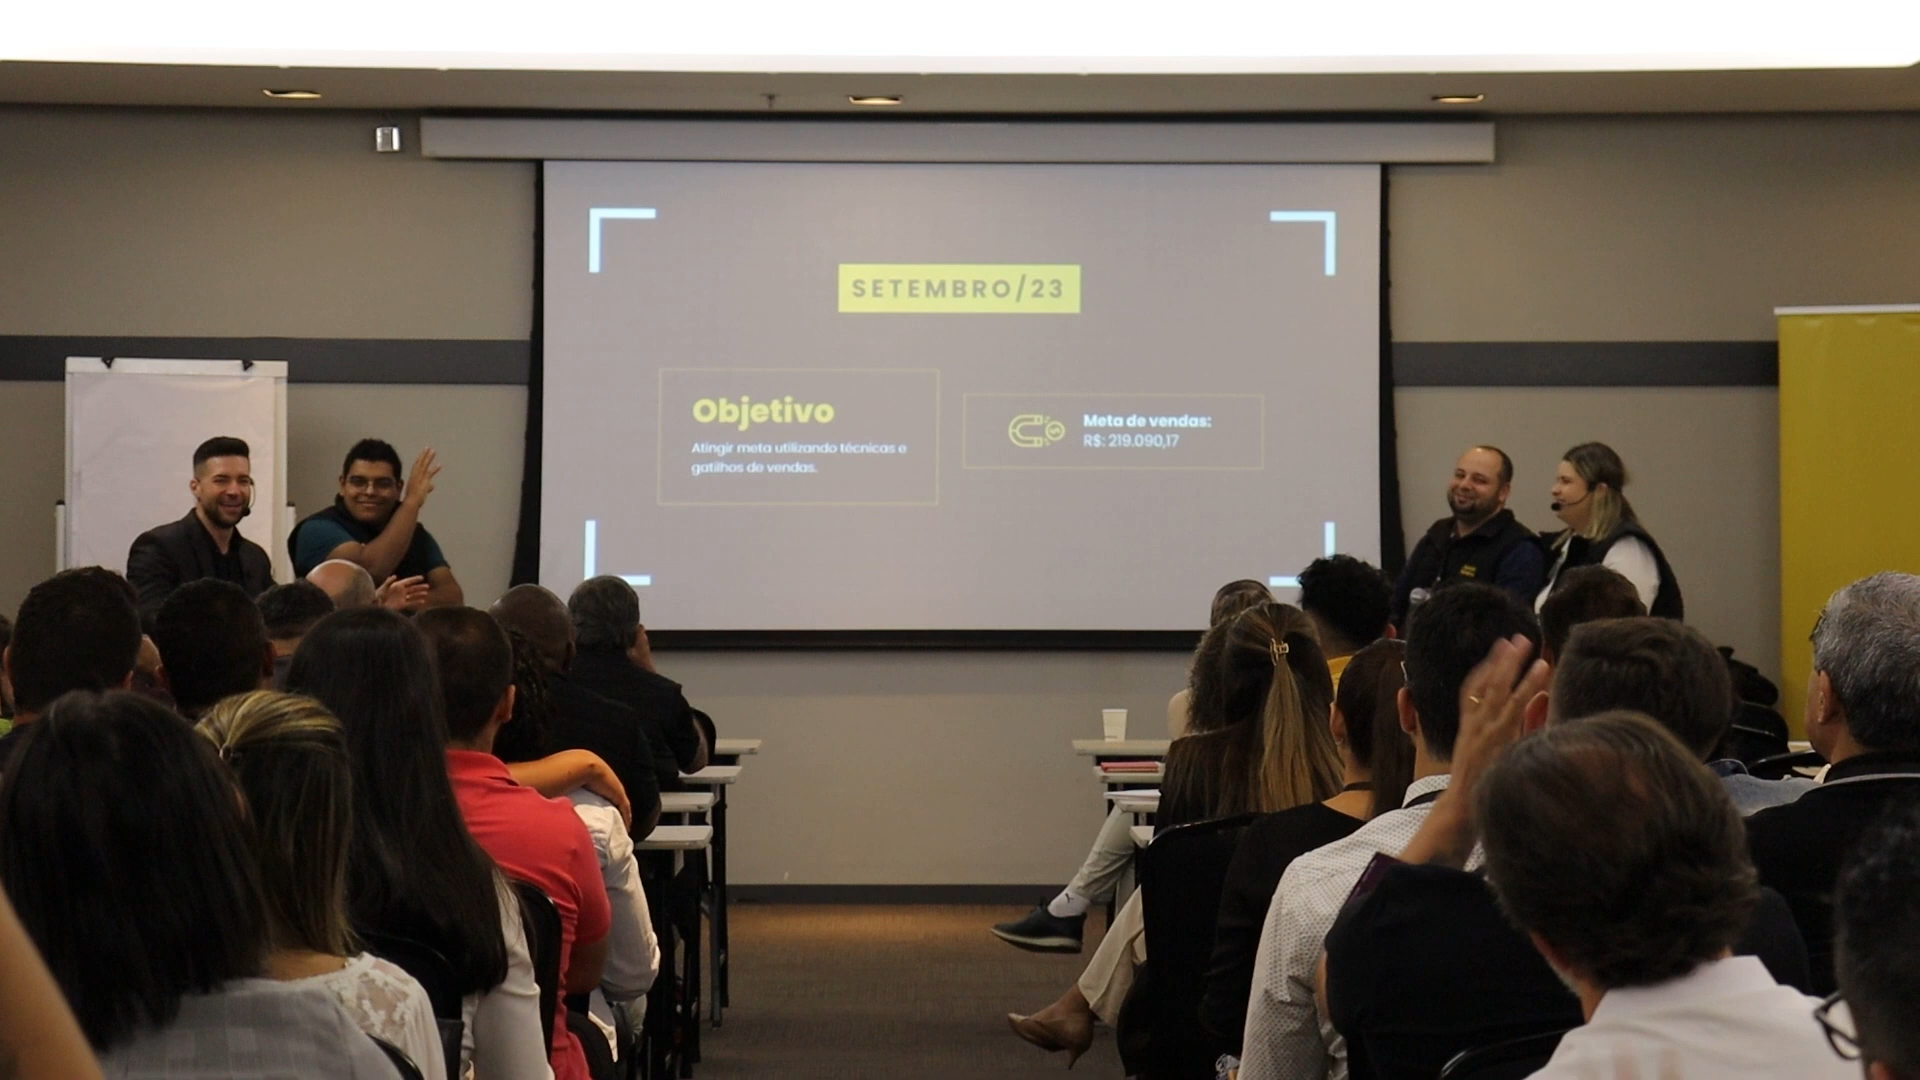 SETEMBRO/23
Objetivo
Atingir meta utilizando técnicas e
gatilhos de vendas.
Meta de vendas:
R$: 219.090,17